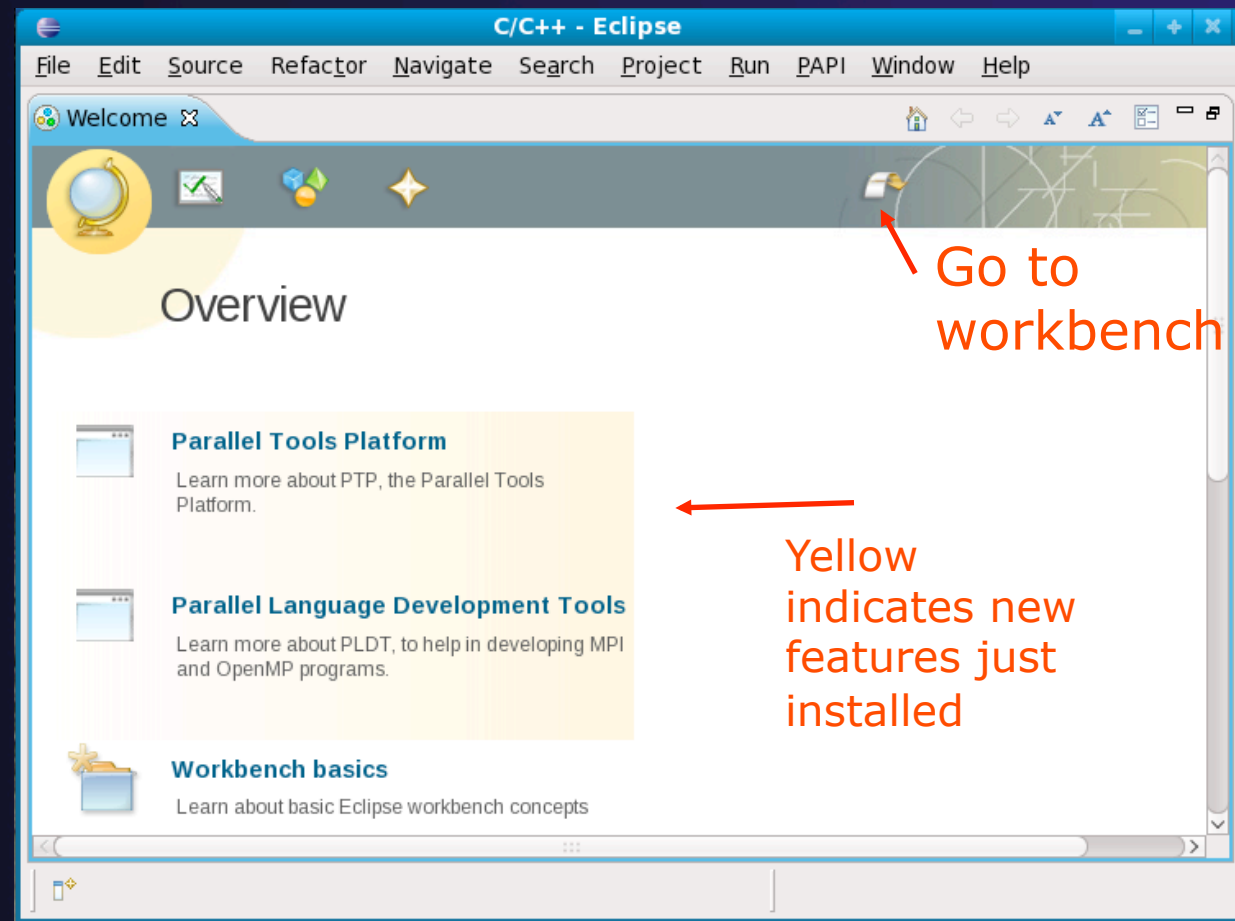 C/C++ - Eclipse
File Edit Source Refactor Navigate Search Project Run PAPI Window Help
Welcome
Go to
workbench
Overview
Parallel Tools Platform
Learn more about PTP, the Parallel Tools
Platform.
Yellow
indicates new
features just
installed
Parallel Language Development Tools
Learn more about PLDT, to help in developing MPI
and OpenMP programs.
Workbench basics
Learn about basic Eclipse workbench concepts